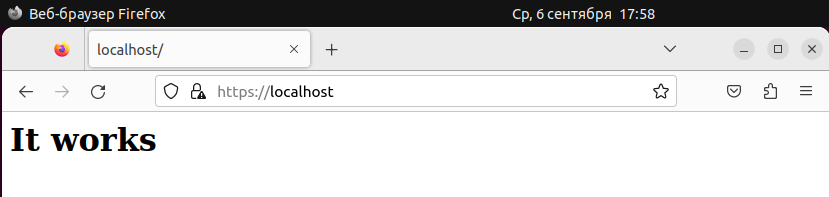 Веб-браузер Firefox
Ср, 6 сентября 17:58
localhost/
https://localhost
It works